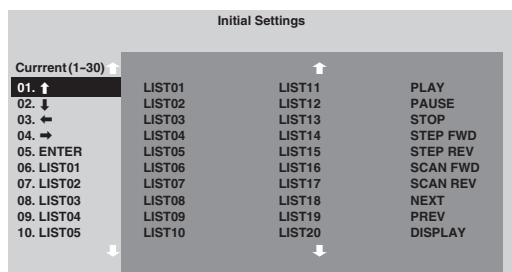 Initial Settings
Currrent (1-30)
01. ⬆ LIST01 LIST11 PLAY
02. ⬇ LIST02 LIST12 PAUSE
03. ⬅ LIST03 LIST13 STOP
04. ➡ LIST04 LIST14 STEP FWD
05. ENTER LIST05 LIST15 STEP REV
06. LIST01 LIST06 LIST16 SCAN FWD
07. LIST02 LIST07 LIST17 SCAN REV
08. LIST03 LIST08 LIST18 NEXT
09. LIST04 LIST09 LIST19 PREV
10. LIST05 LIST10 LIST20 DISPLAY